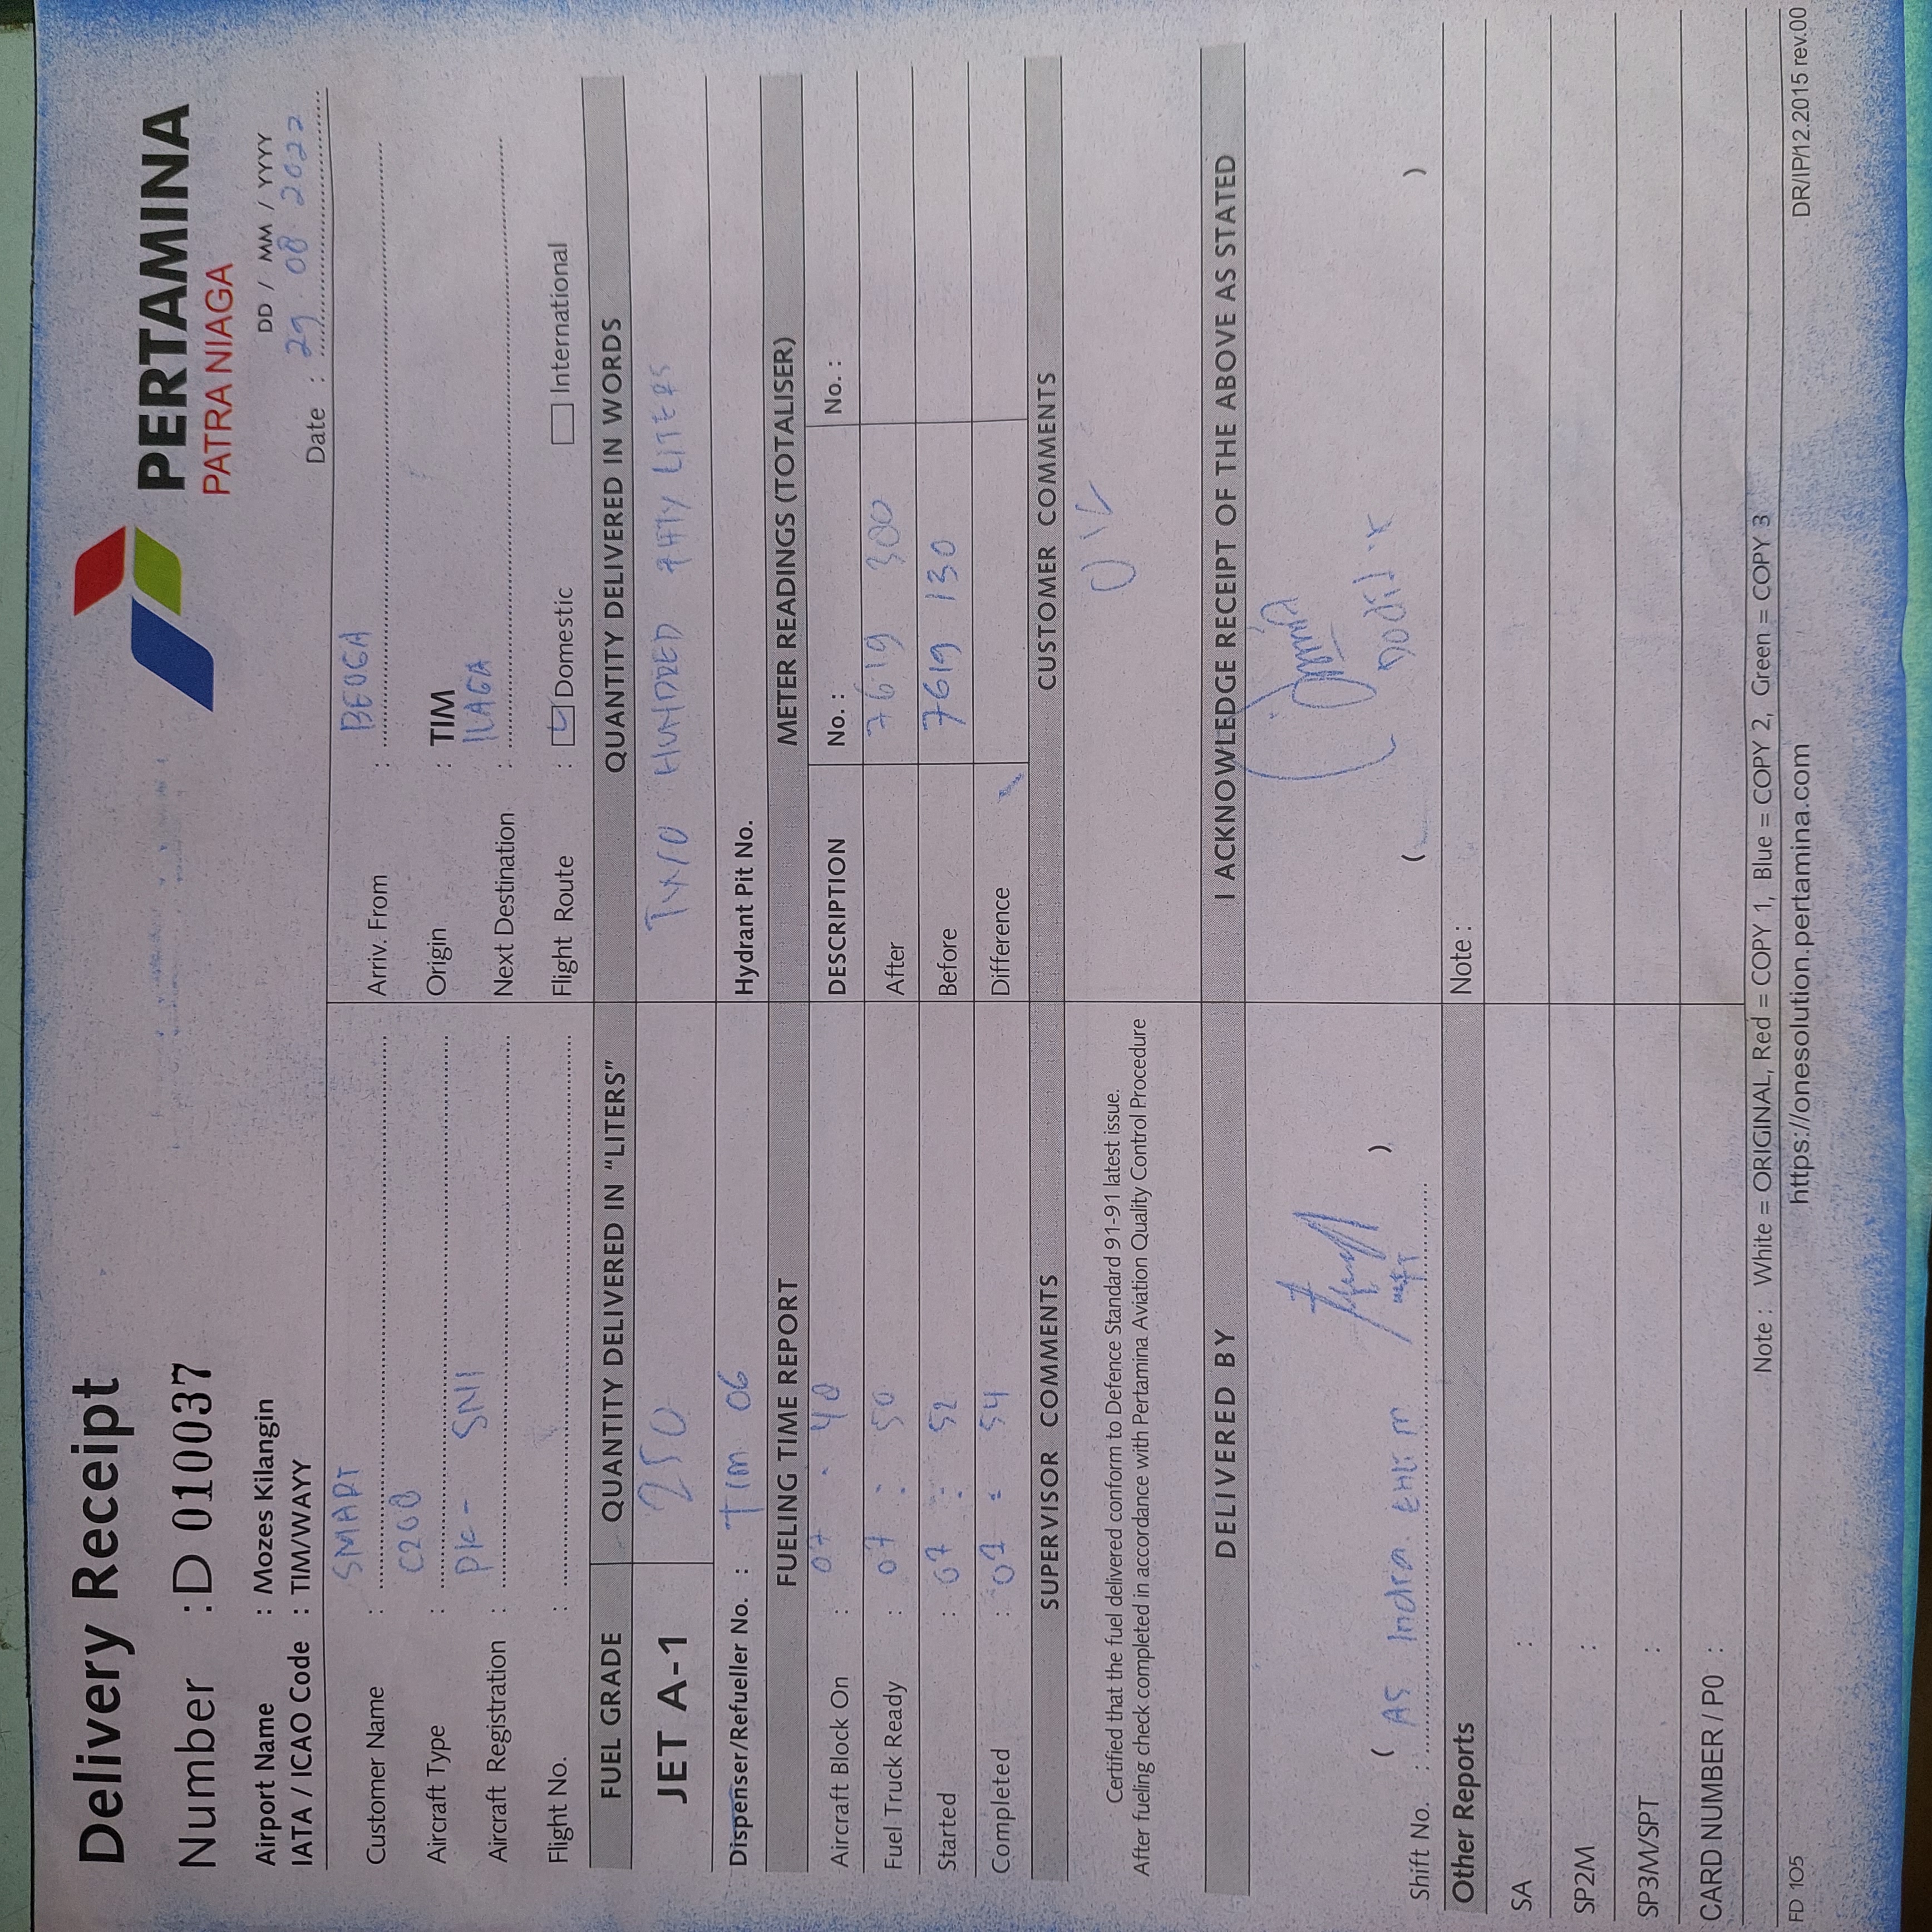 Delivery Receipt
Number : D 010037
PERTAMINA
PATRA NIAGA
Airport Name : Mozes Kilangin
IATA / ICAO Code : TIM/WAYY
DD / MM / YYYY
Date : 29 08 2022
Customer Name : SMART
Arriv. From : BEOGA
Aircraft Type : C208
Origin : TIM
Aircraft Registration : PK - SNI
Next Destination : ILAGA
Flight No. :
Flight Route : Domestic International
FUEL GRADE
QUANTITY DELIVERED IN "LITERS"
QUANTITY DELIVERED IN WORDS
JET A-1
250
TWO HUNDRED FIFTY LITERS
Dispenser/Refueller No. : TIM 06
Hydrant Pit No.
FUELING TIME REPORT
METER READINGS (TOTALISER)
Aircraft Block On : 07 . 40
DESCRIPTION No. : No. :
Fuel Truck Ready : 07 : 50
After 7619 300
Started : 07 : 52
Before 7619 130
Completed : 07 : 54
Difference
SUPERVISOR COMMENTS
CUSTOMER COMMENTS
OK
Certified that the fuel delivered conform to Defence Standard 91-91 latest issue.
After fueling check completed in accordance with Pertamina Aviation Quality Control Procedure
DELIVERED BY
I ACKNOWLEDGE RECEIPT OF THE ABOVE AS STATED
( AS Indra )
( )
Shift No. :
Other Reports
Note :
SA :
SP2M :
SP3M/SPT :
CARD NUMBER / P0 :
Note : White = ORIGINAL, Red = COPY 1, Blue = COPY 2, Green = COPY 3
FD 105
https://onesolution.pertamina.com
DR/IP/12.2015 rev.00